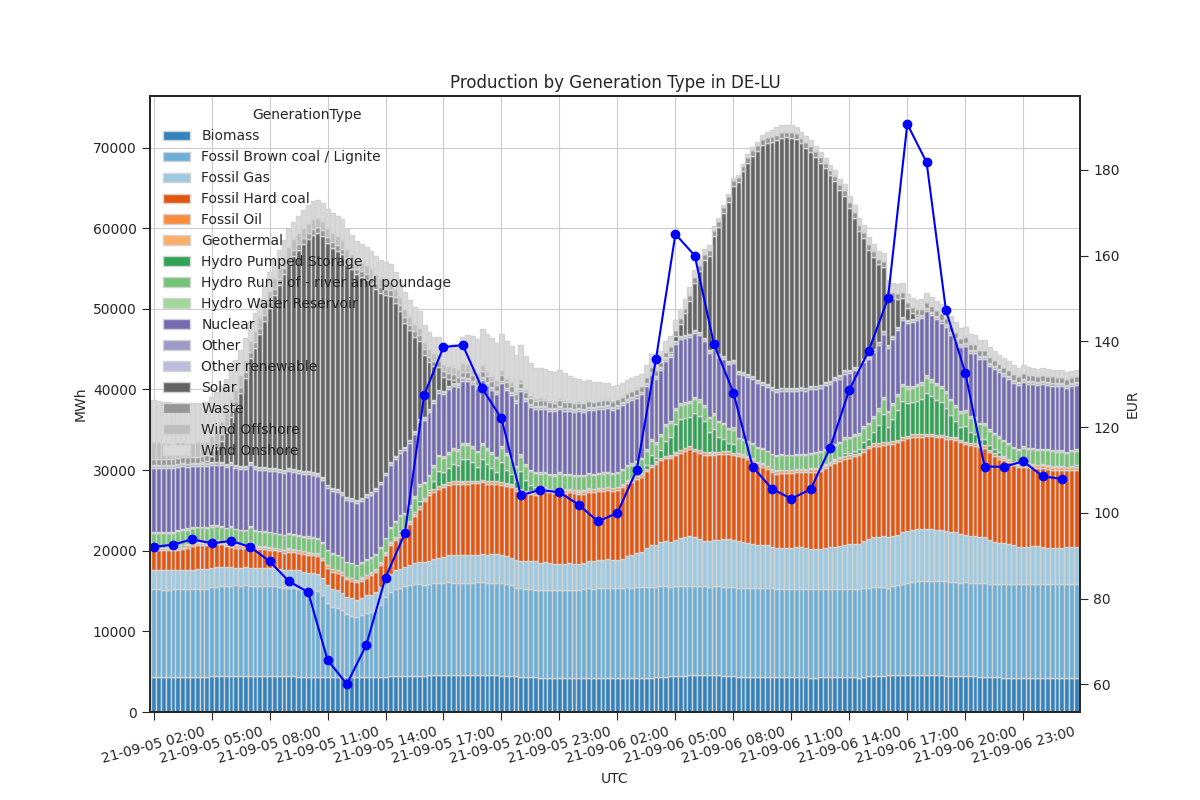 Production by Generation Type in DE-LU
GenerationType
Biomass
Fossil Brown coal / Lignite
Fossil Gas
Fossil Hard coal
Fossil Oil
Geothermal
Hydro Pumped Storage
Hydro Run - of - river and poundage
Hydro Water Reservoir
Nuclear
Other
Other renewable
Solar
Waste
Wind Offshore
Wind Onshore
MWh
70000
60000
50000
40000
30000
20000
10000
0
EUR
180
160
140
120
100
80
60
21-09-05 02:00
21-09-05 05:00
21-09-05 08:00
21-09-05 11:00
21-09-05 14:00
21-09-05 17:00
21-09-05 20:00
21-09-05 23:00
21-09-06 02:00
21-09-06 05:00
21-09-06 08:00
21-09-06 11:00
21-09-06 14:00
21-09-06 17:00
21-09-06 20:00
21-09-06 23:00
UTC